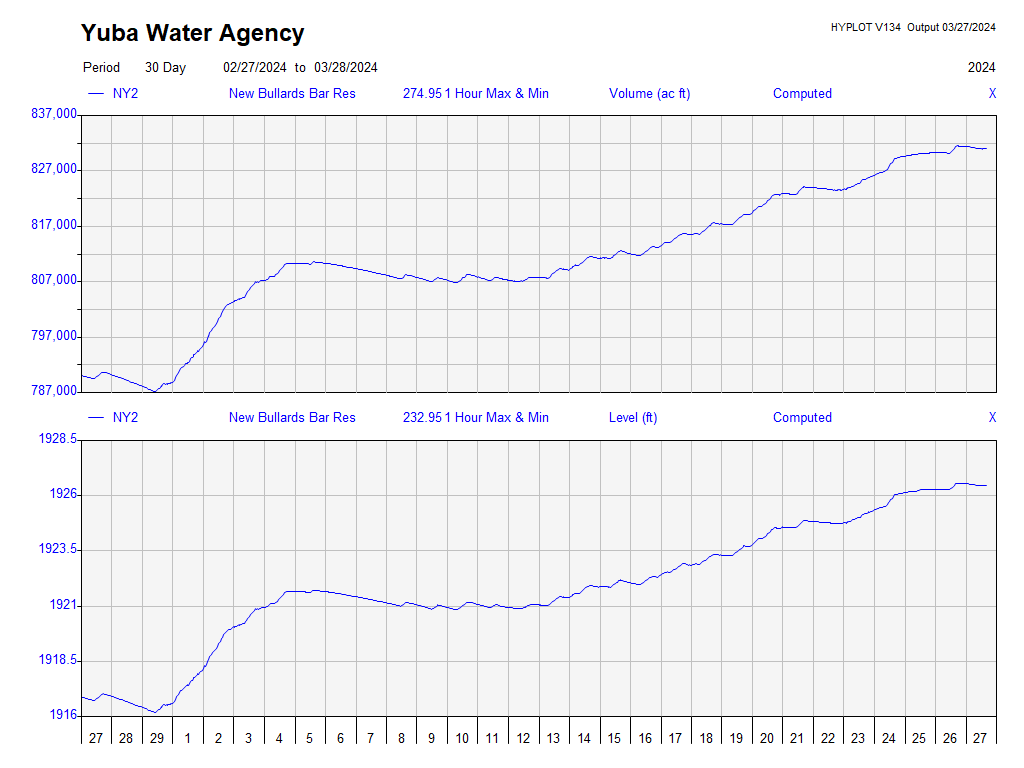 Yuba Water Agency
HYPLOT V134 Output 03/27/2024
Period 30 Day 02/27/2024 to 03/28/2024 2024
NY2 New Bullards Bar Res 274.95 1 Hour Max & Min Volume (ac ft) Computed X
837,000
827,000
817,000
807,000
797,000
787,000
NY2 New Bullards Bar Res 232.95 1 Hour Max & Min Level (ft) Computed X
1928.5
1926
1923.5
1921
1918.5
1916
27 28 29 1 2 3 4 5 6 7 8 9 10 11 12 13 14 15 16 17 18 19 20 21 22 23 24 25 26 27